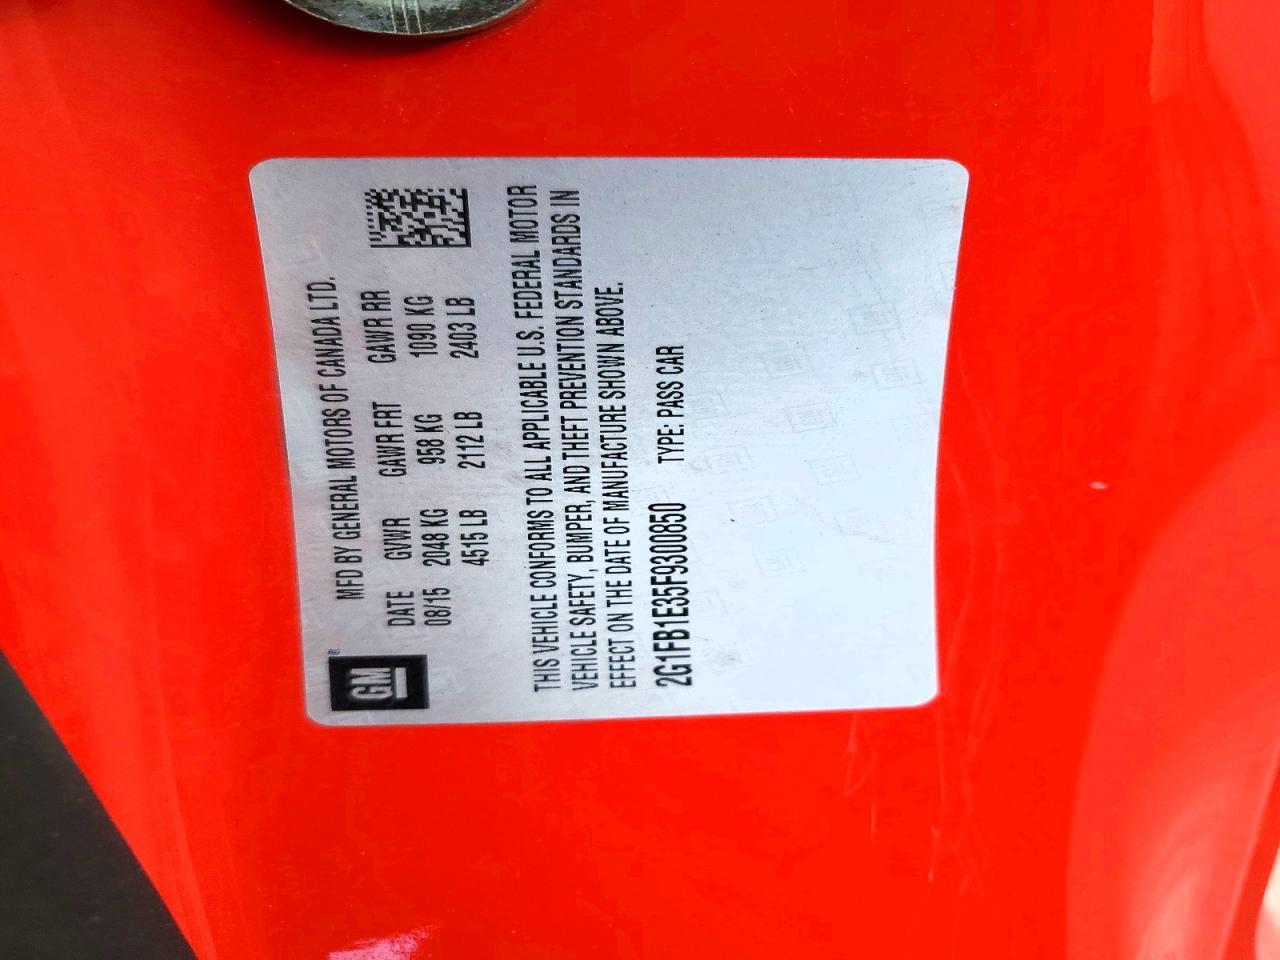 GM®
MFD BY GENERAL MOTORS OF CANADA LTD.
DATE GVWR GAWR FRT GAWR RR
08/15 2048 KG 958 KG 1090 KG
4515 LB 2112 LB 2403 LB
THIS VEHICLE CONFORMS TO ALL APPLICABLE U.S. FEDERAL MOTOR
VEHICLE SAFETY, BUMPER, AND THEFT PREVENTION STANDARDS IN
EFFECT ON THE DATE OF MANUFACTURE SHOWN ABOVE.
2G1FB1E35F9300850 TYPE: PASS CAR